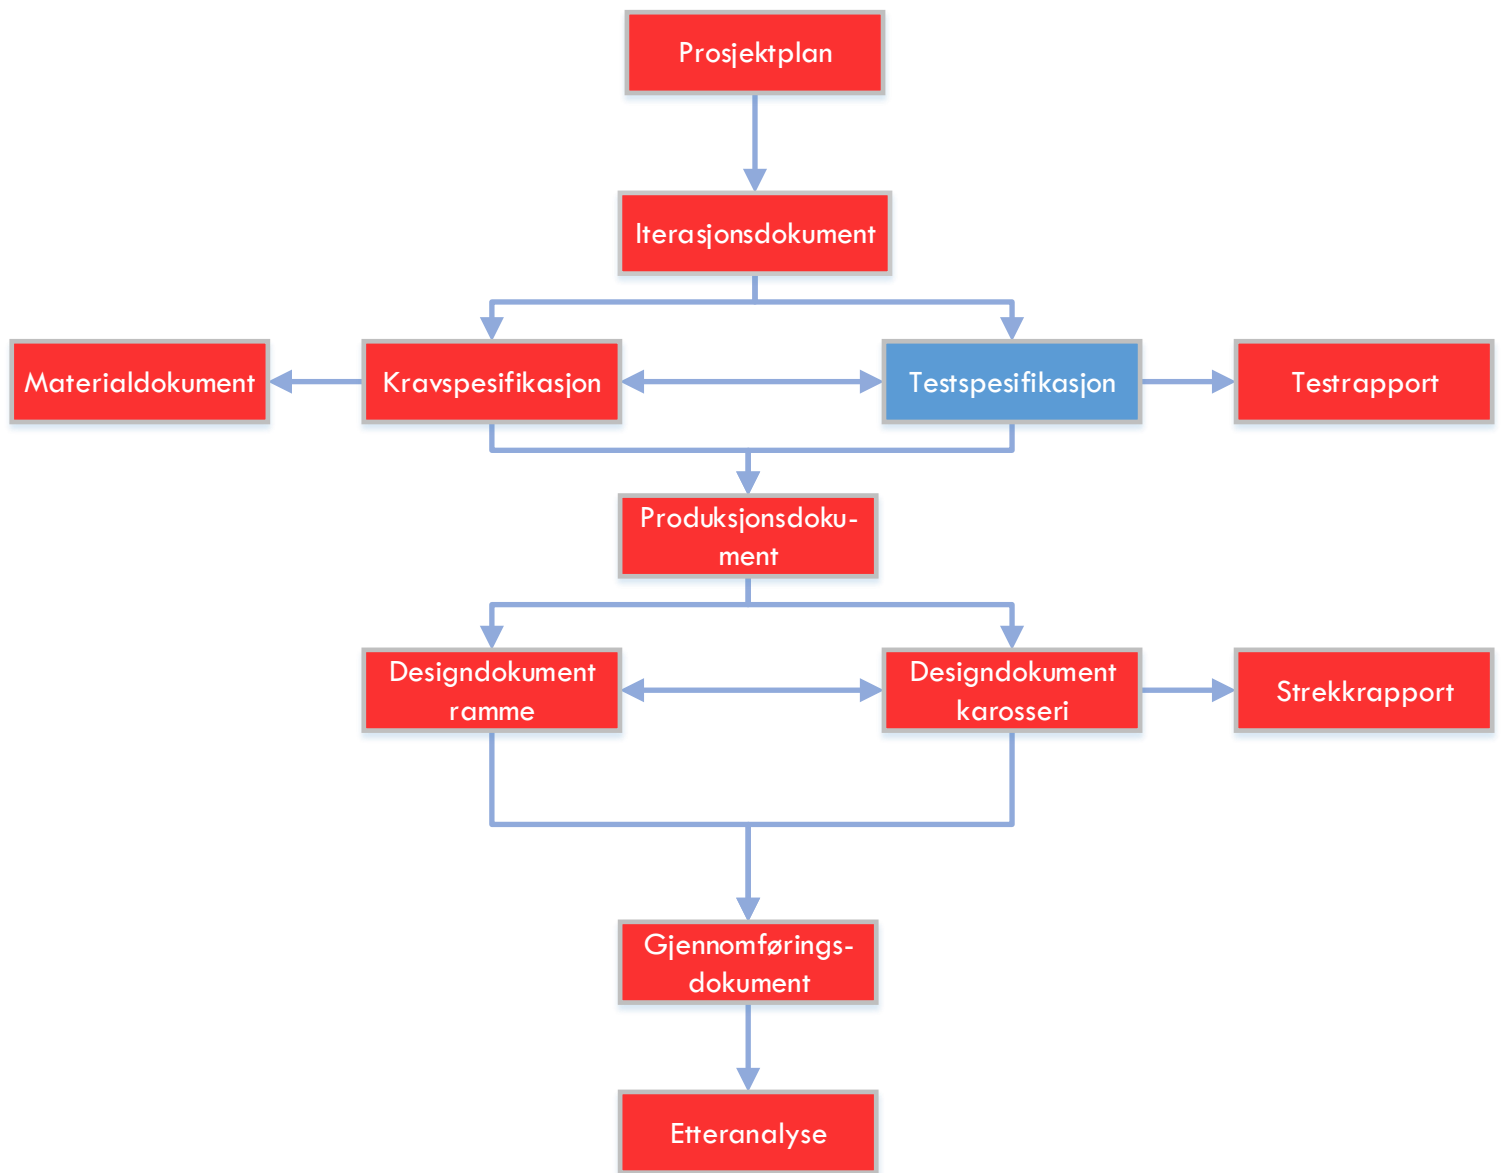 Prosjektplan
Iterasjonsdokument
Materialdokument
Kravspesifikasjon
Testspesifikasjon
Testrapport
Produksjonsdoku-
ment
Designdokument
ramme
Designdokument
karosseri
Strekkrapport
Gjennomførings-
dokument
Etteranalyse